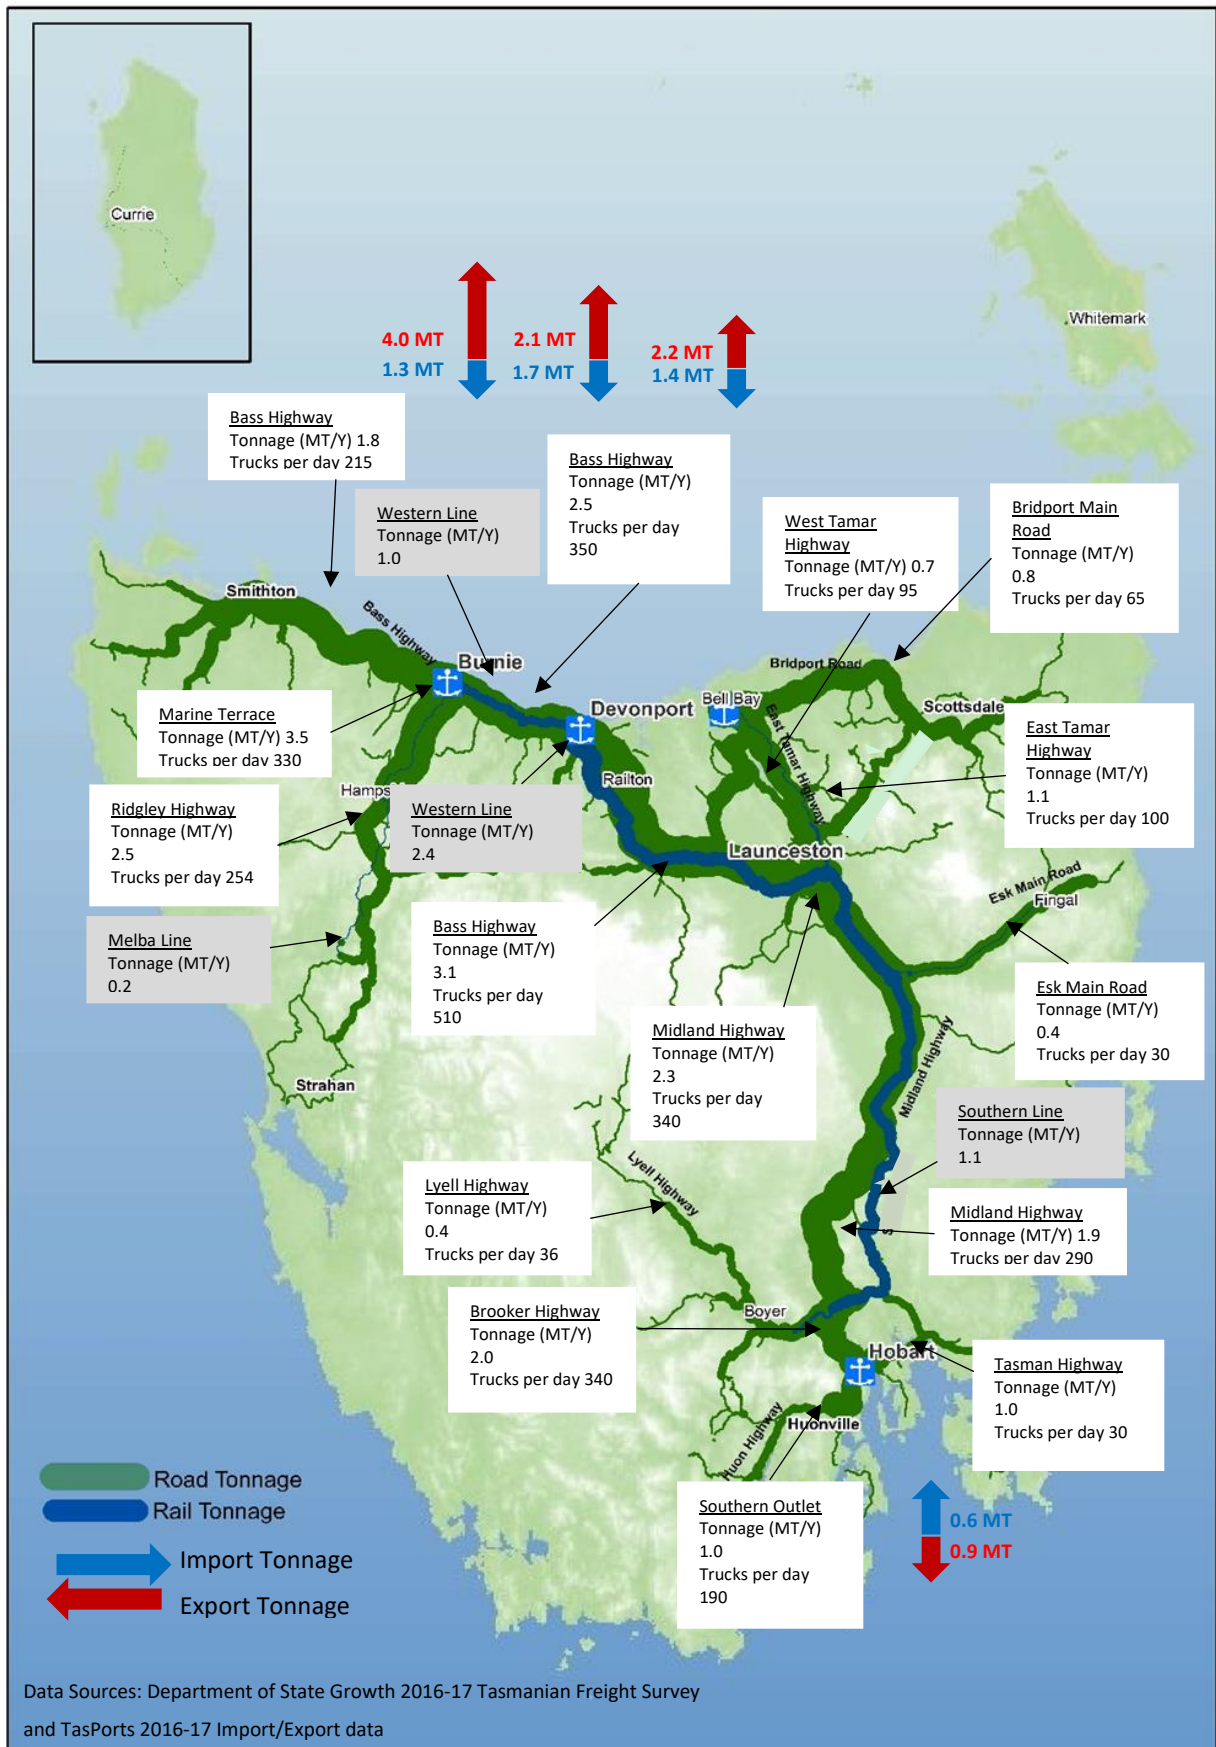 Currie
Whitemark
4.0 MT
2.1 MT
2.2 MT
1.3 MT
1.7 MT
1.4 MT
Bass Highway
Tonnage (MT/Y) 1.8
Trucks per day 215
Western Line
Tonnage (MT/Y)
1.0
Bass Highway
Tonnage (MT/Y)
2.5
Trucks per day
350
West Tamar
Highway
Tonnage (MT/Y) 0.7
Trucks per day 95
Bridport Main
Road
Tonnage (MT/Y)
0.8
Trucks per day 65
Smithton
Bass Highway
Burnie
Devonport
Bell Bay
Bridport Road
Scottsdale
East Tamar Highway
Railton
Launceston
Marine Terrace
Tonnage (MT/Y) 3.5
Trucks per day 330
East Tamar
Highway
Tonnage (MT/Y)
1.1
Trucks per day 100
Hamps
Ridgley Highway
Tonnage (MT/Y)
2.5
Trucks per day 254
Western Line
Tonnage (MT/Y)
2.4
Esk Main Road
Fingal
Melba Line
Tonnage (MT/Y)
0.2
Bass Highway
Tonnage (MT/Y)
3.1
Trucks per day
510
Esk Main Road
Tonnage (MT/Y)
0.4
Trucks per day 30
Midland Highway
Tonnage (MT/Y)
2.3
Trucks per day
340
Midland Highway
Strahan
Southern Line
Tonnage (MT/Y)
1.1
Lyell Highway
Lyell Highway
Tonnage (MT/Y)
0.4
Trucks per day 36
S
Midland Highway
Tonnage (MT/Y) 1.9
Trucks per day 290
Brooker Highway
Tonnage (MT/Y)
2.0
Trucks per day 340
Boyer
Hobart
Tasman Highway
Tonnage (MT/Y)
1.0
Trucks per day 30
Huonville
Huon Highway
Southern Outlet
Tonnage (MT/Y)
1.0
Trucks per day
190
0.6 MT
0.9 MT
Road Tonnage
Rail Tonnage
Import Tonnage
Export Tonnage
Data Sources: Department of State Growth 2016-17 Tasmanian Freight Survey
and TasPorts 2016-17 Import/Export data